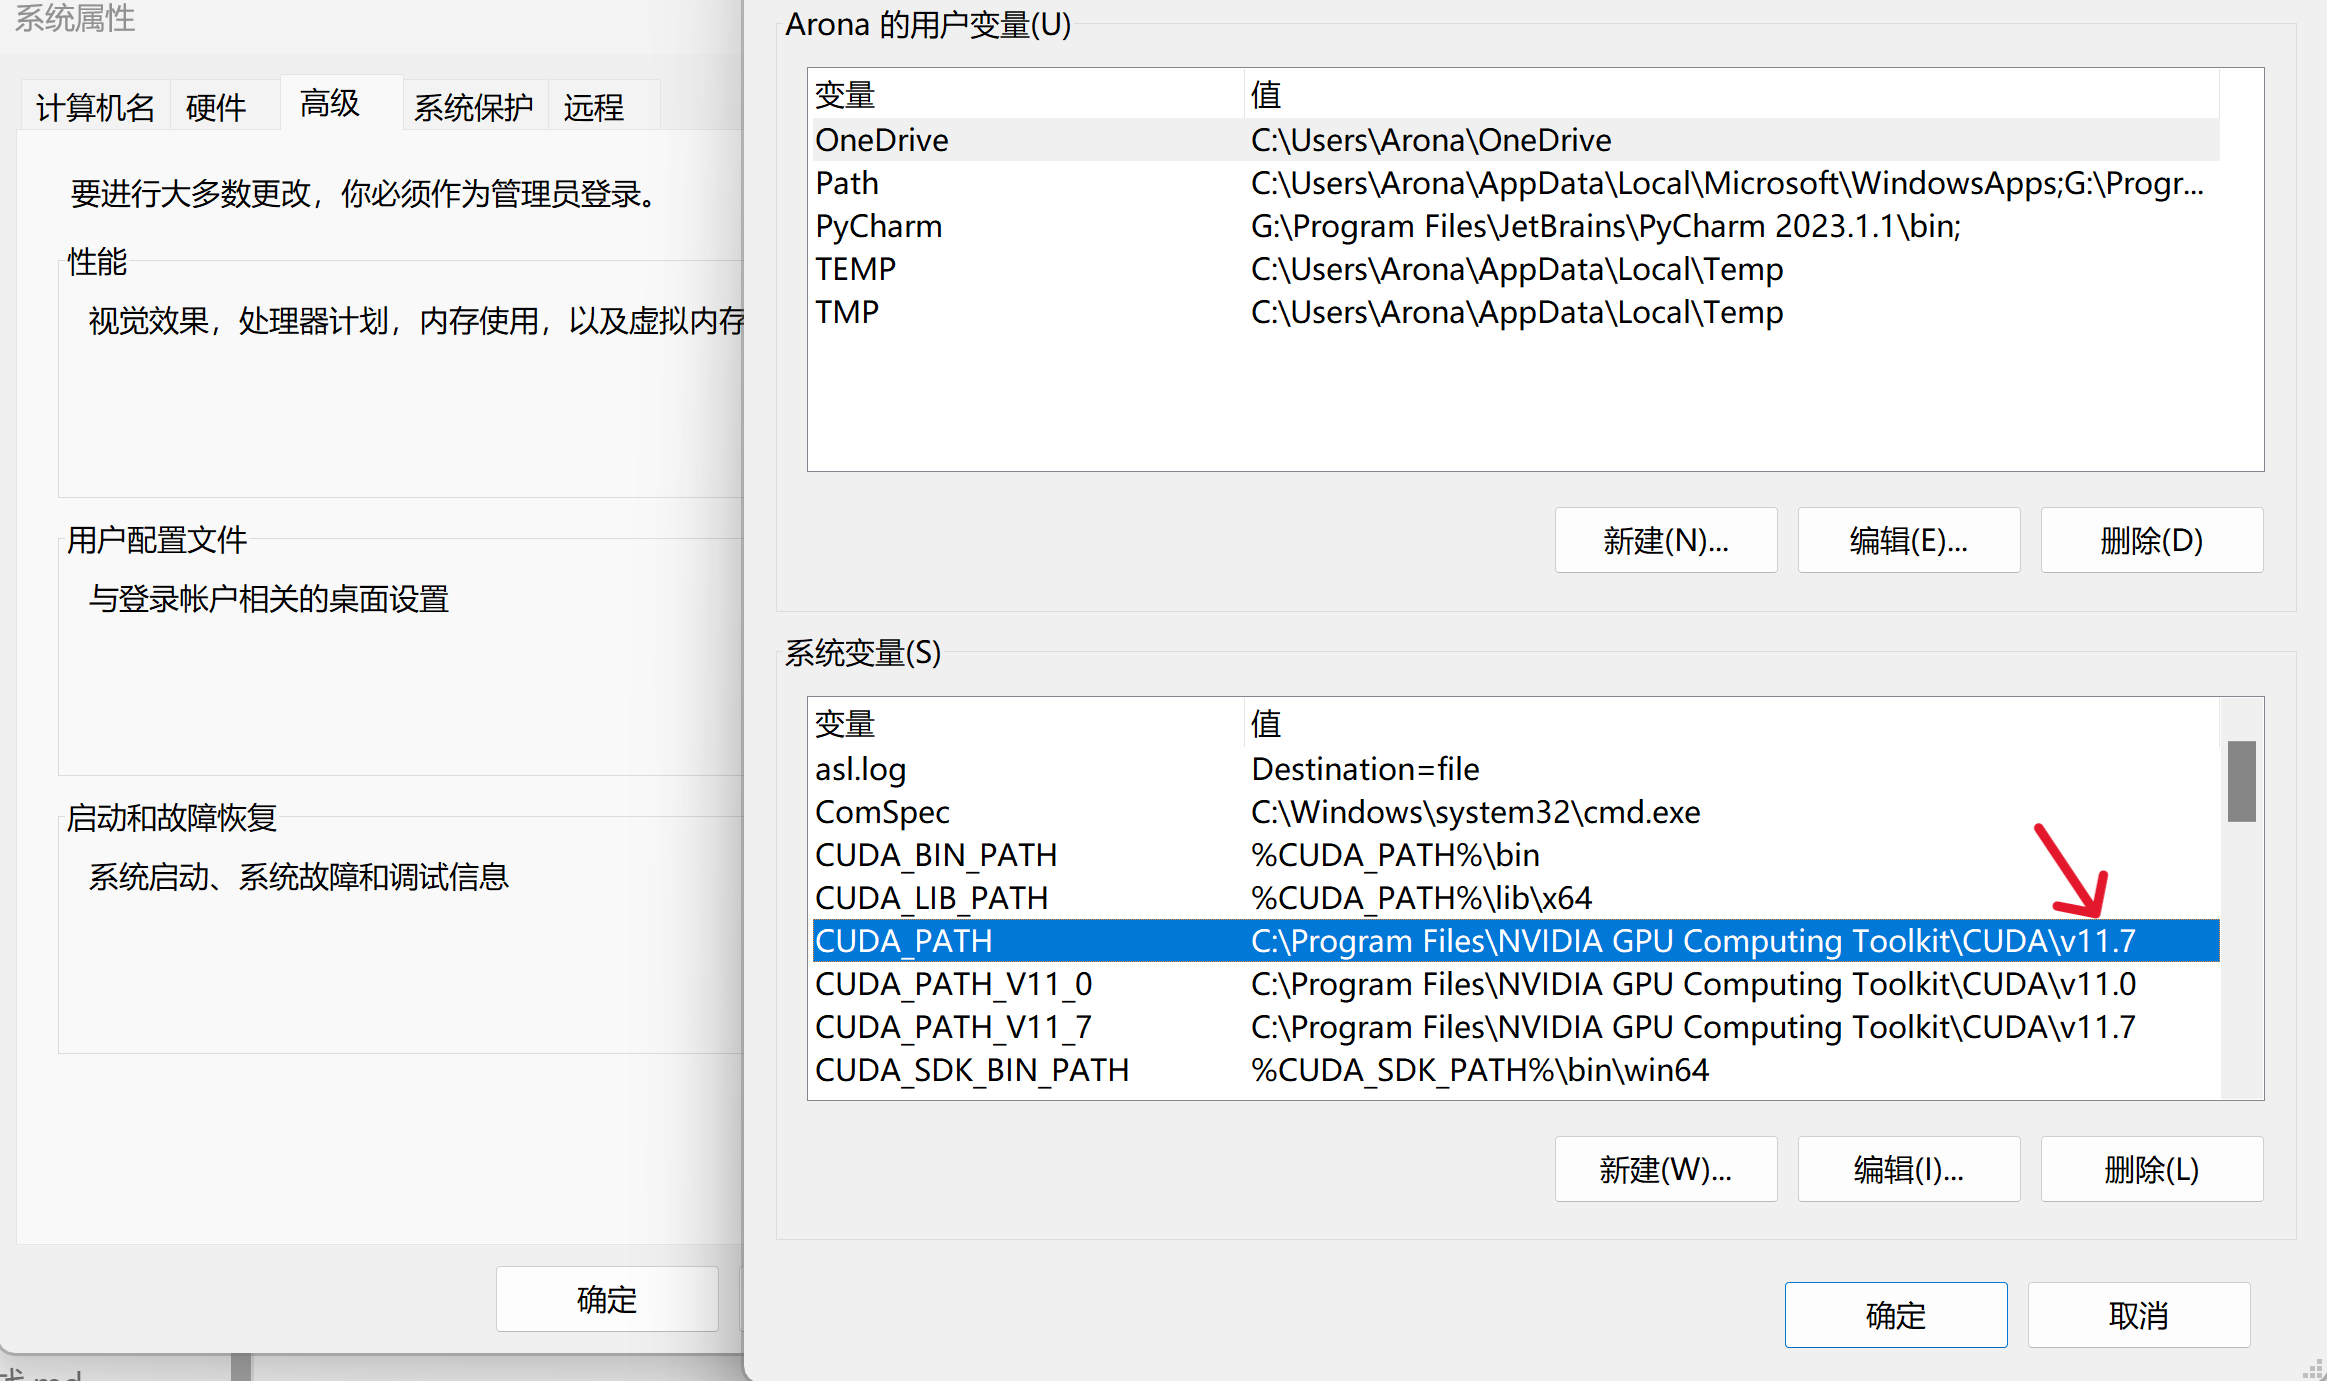 系统属性
计算机名
硬件
高级
系统保护
远程
要进行大多数更改，你必须作为管理员登录。
性能
视觉效果，处理器计划，内存使用，以及虚拟内存
用户配置文件
与登录帐户相关的桌面设置
启动和故障恢复
系统启动、系统故障和调试信息
确定
Arona 的用户变量(U)
变量 值
OneDrive C:\Users\Arona\OneDrive
Path C:\Users\Arona\AppData\Local\Microsoft\WindowsApps;G:\Progr...
PyCharm G:\Program Files\JetBrains\PyCharm 2023.1.1\bin;
TEMP C:\Users\Arona\AppData\Local\Temp
TMP C:\Users\Arona\AppData\Local\Temp
新建(N)... 编辑(E)... 删除(D)
系统变量(S)
变量 值
asl.log Destination=file
ComSpec C:\Windows\system32\cmd.exe
CUDA_BIN_PATH %CUDA_PATH%\bin
CUDA_LIB_PATH %CUDA_PATH%\lib\x64
CUDA_PATH C:\Program Files\NVIDIA GPU Computing Toolkit\CUDA\v11.7
CUDA_PATH_V11_0 C:\Program Files\NVIDIA GPU Computing Toolkit\CUDA\v11.0
CUDA_PATH_V11_7 C:\Program Files\NVIDIA GPU Computing Toolkit\CUDA\v11.7
CUDA_SDK_BIN_PATH %CUDA_SDK_PATH%\bin\win64
新建(W)... 编辑(I)... 删除(L)
确定 取消